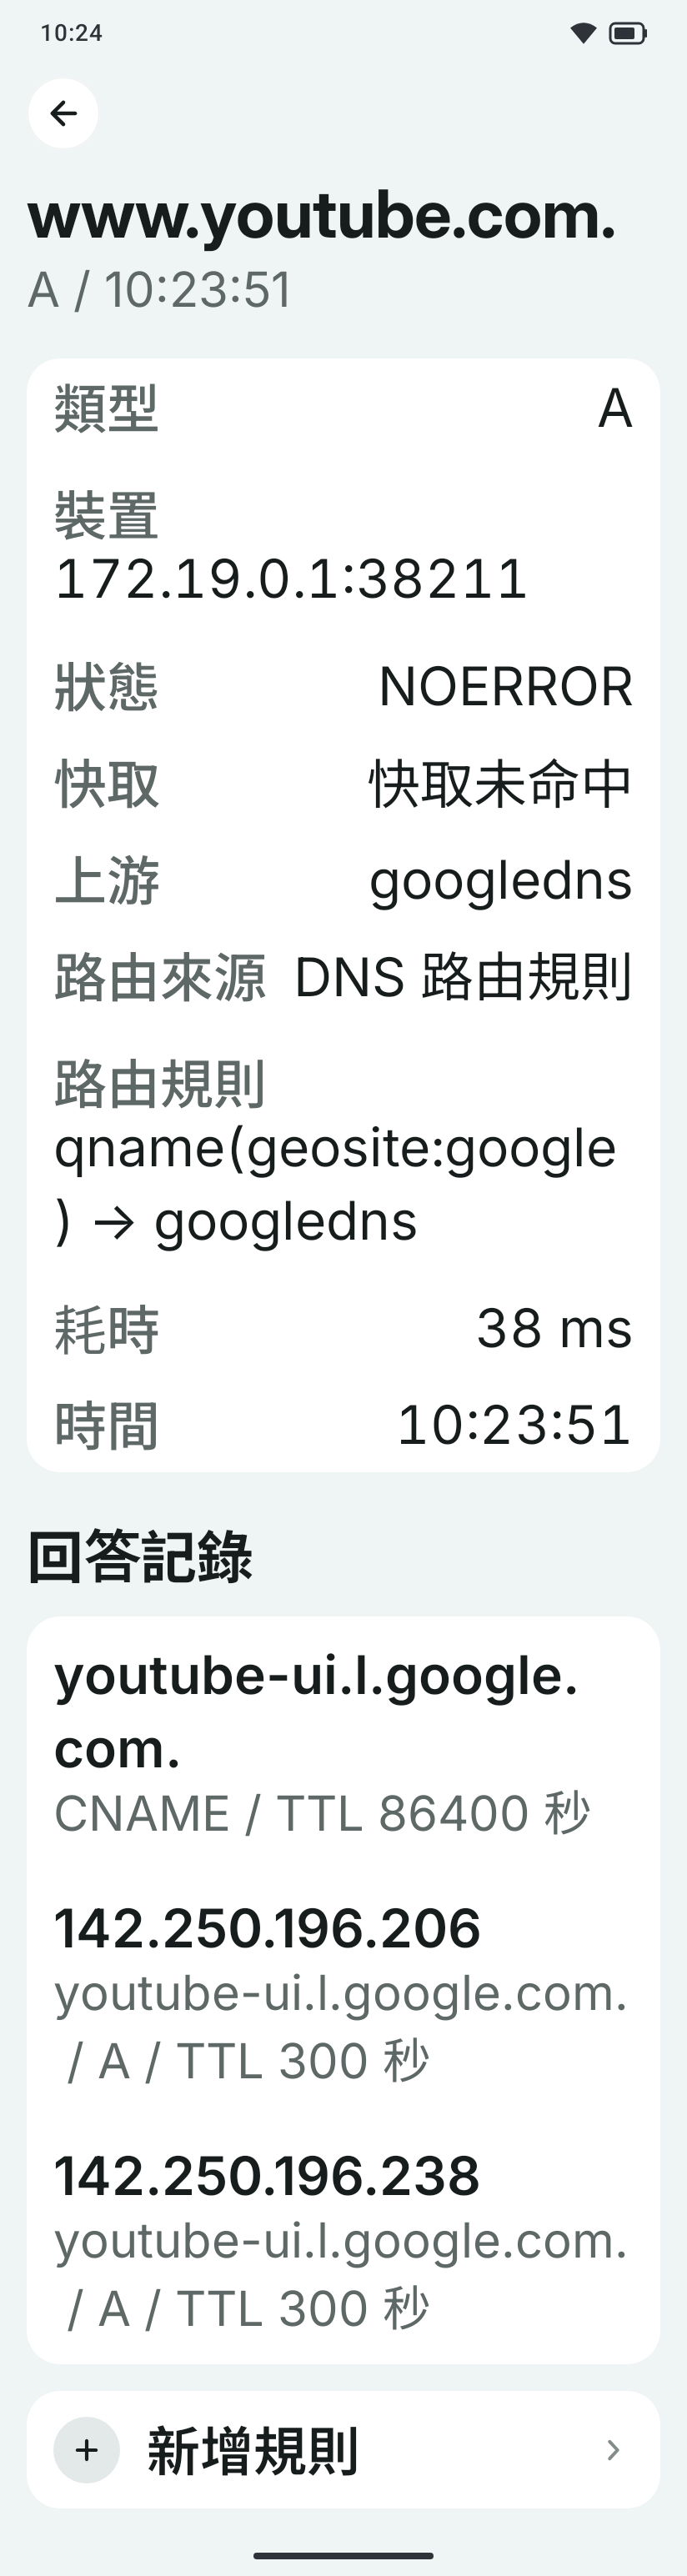 10:24
www.youtube.com.
A / 10:23:51
類型 A
裝置
172.19.0.1:38211
狀態 NOERROR
快取 快取未命中
上游 googledns
路由來源 DNS 路由規則
路由規則
qname(geosite:google
) → googledns
耗時 38 ms
時間 10:23:51
回答記錄
youtube-ui.l.google.
com.
CNAME / TTL 86400 秒
142.250.196.206
youtube-ui.l.google.com.
/ A / TTL 300 秒
142.250.196.238
youtube-ui.l.google.com.
/ A / TTL 300 秒
新增規則